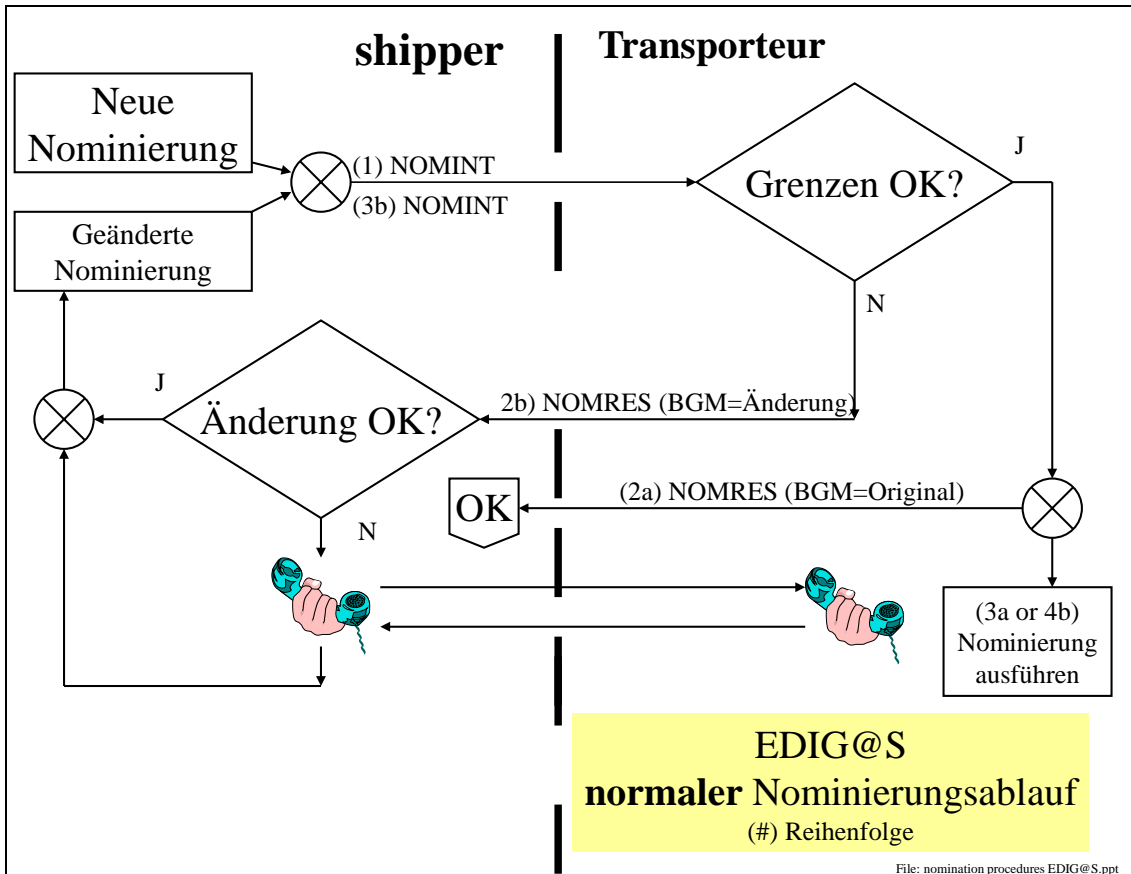 shipper
Transporteur
Neue
Nominierung
(1) NOMINT
(3b) NOMINT
Grenzen OK?
J
N
Geänderte
Nominierung
J
Änderung OK?
2b) NOMRES (BGM=Änderung)
N
OK
(2a) NOMRES (BGM=Original)
(3a or 4b)
Nominierung
ausführen
EDIG@S
normaler Nominierungsablauf
(#) Reihenfolge
File: nomination procedures EDIG@S.ppt